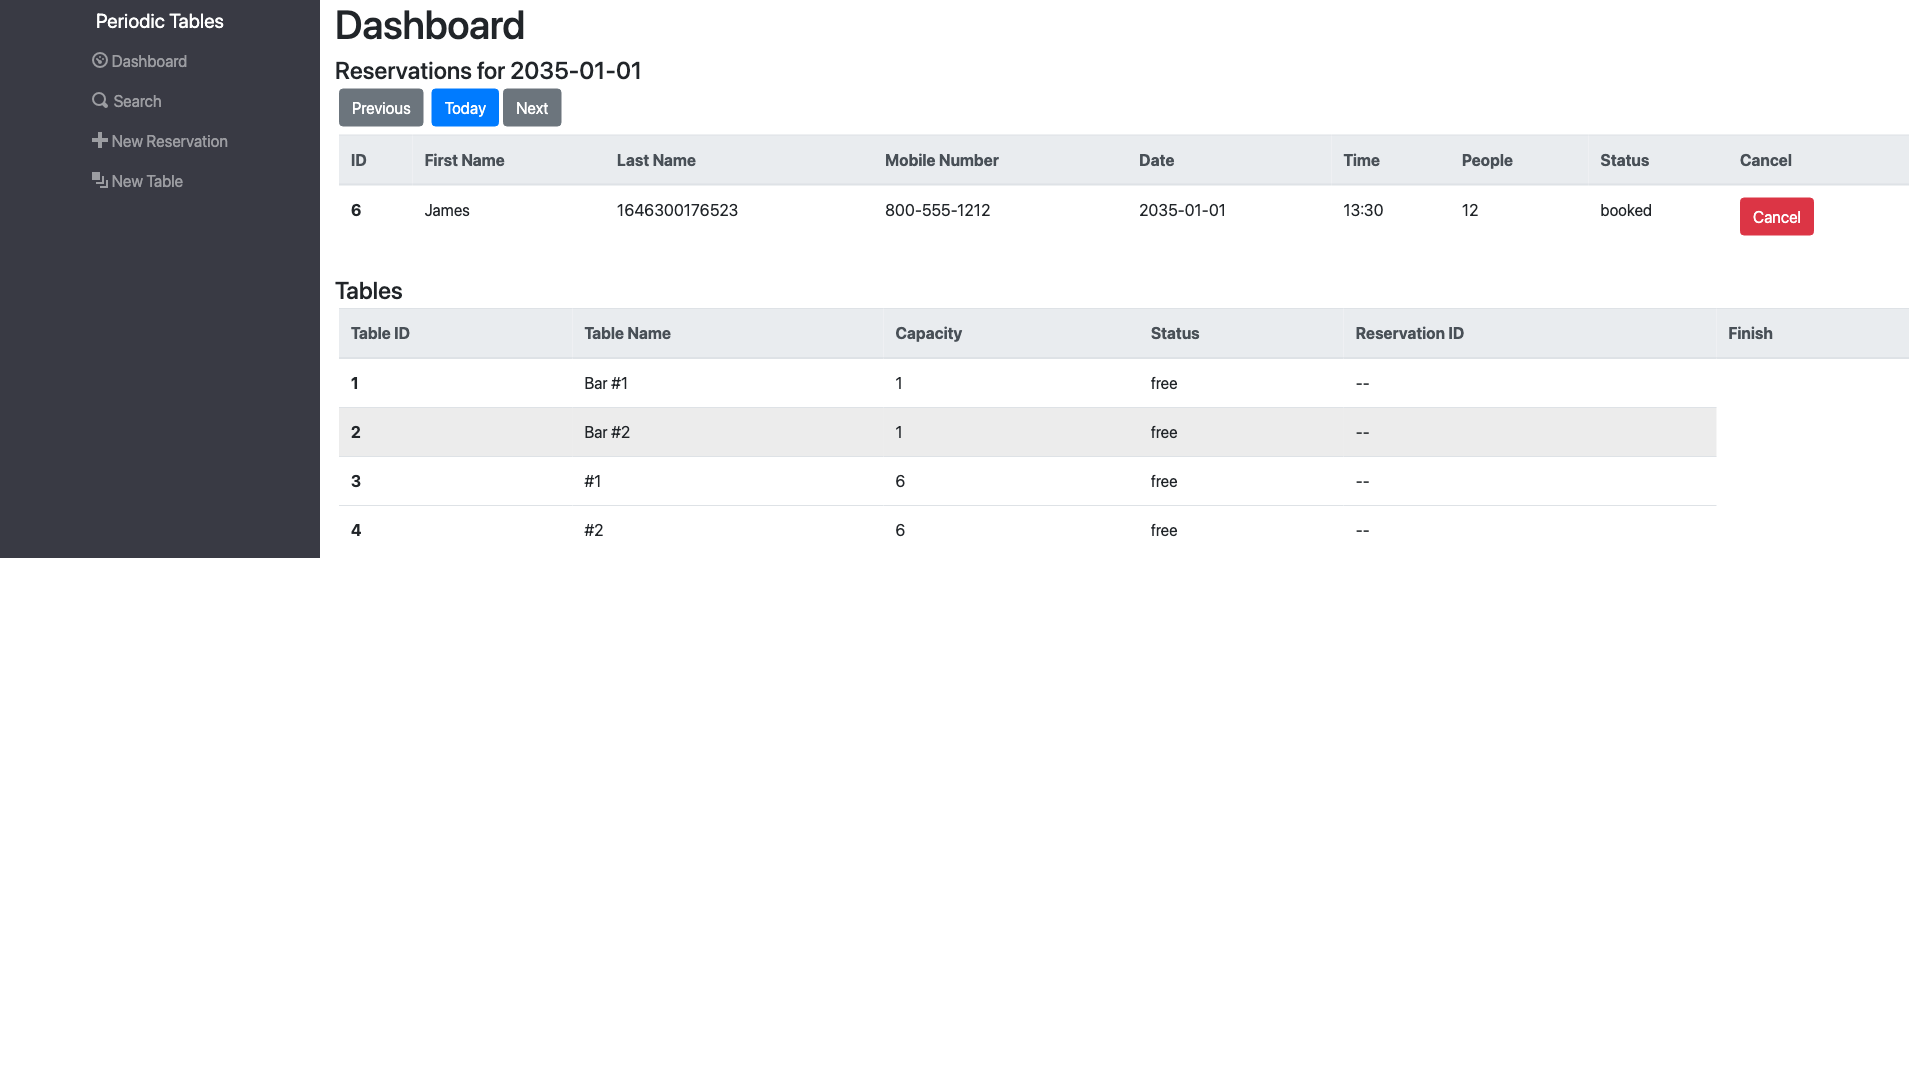 Periodic Tables
Dashboard
Search
New Reservation
New Table
Dashboard
Reservations for 2035-01-01
Previous Today Next
ID First Name Last Name Mobile Number Date Time People Status Cancel
6 James 1646300176523 800-555-1212 2035-01-01 13:30 12 booked Cancel
Tables
Table ID Table Name Capacity Status Reservation ID Finish
1 Bar #1 1 free --
2 Bar #2 1 free --
3 #1 6 free --
4 #2 6 free --